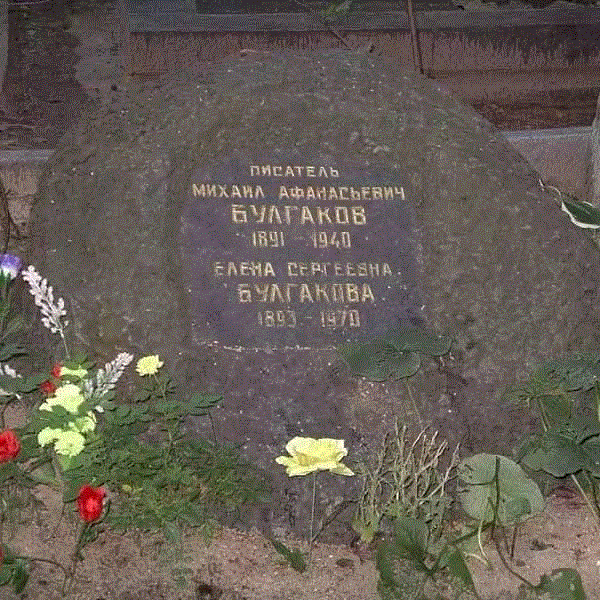 ПИСАТЕЛЬ
МИХАИЛ АФАНАСЬЕВИЧ
БУЛГАКОВ
1891 - 1940
ЕЛЕНА СЕРГЕЕВНА
БУЛГАКОВА
1893 - 1970